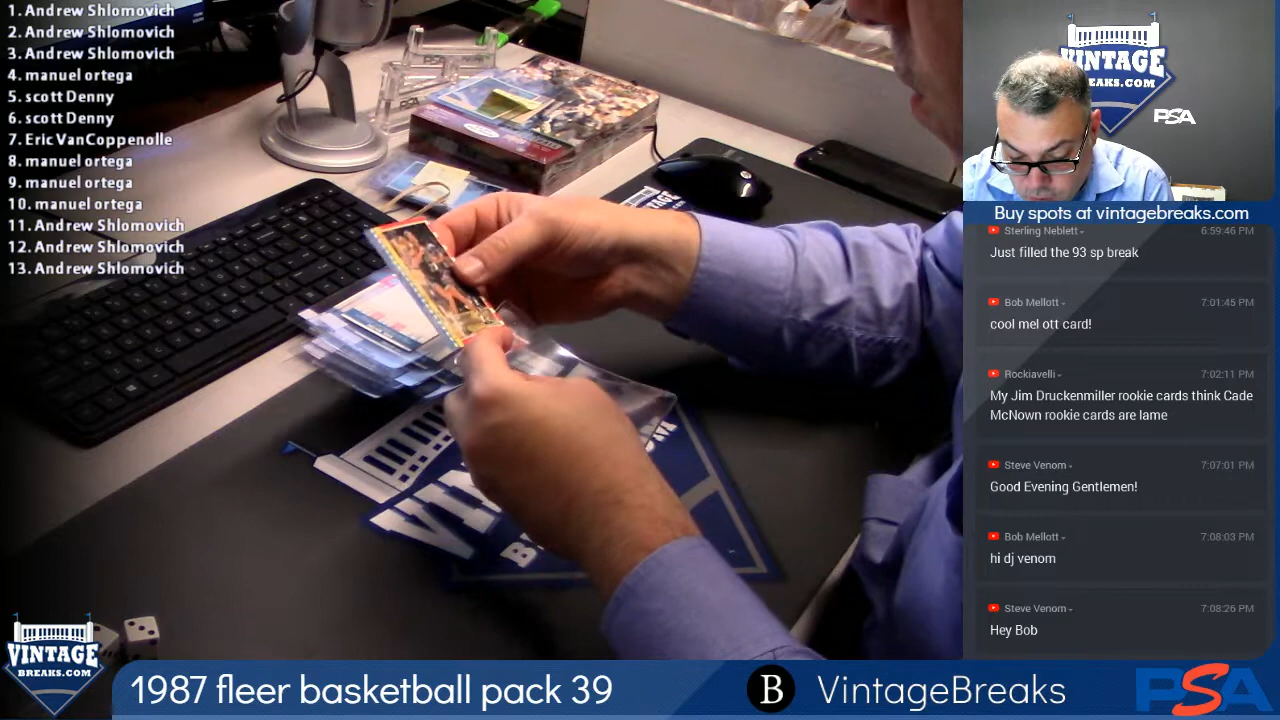 1. Andrew Shlomovich
2. Andrew Shlomovich
3. Andrew Shlomovich
4. manuel ortega
5. scott Denny
6. scott Denny
7. Eric VanCoppenolle
8. manuel ortega
9. manuel ortega
10. manuel ortega
11. Andrew Shlomovich
12. Andrew Shlomovich
13. Andrew Shlomovich
VINTAGE
BREAKS.COM
PSA
Buy spots at vintagebreaks.com
Sterling Neblett
6:59:46 PM
Just filled the 93 sp break
Bob Mellott
7:01:45 PM
cool mel ott card!
Rockiavelli
7:02:11 PM
My Jim Druckenmiller rookie cards think Cade
McNown rookie cards are lame
Steve Venom
7:07:01 PM
Good Evening Gentlemen!
Bob Mellott
7:08:03 PM
hi dj venom
Steve Venom
7:08:26 PM
Hey Bob
VINTAGE
BREAKS.COM
1987 fleer basketball pack 39
B
VintageBreaks
PSA